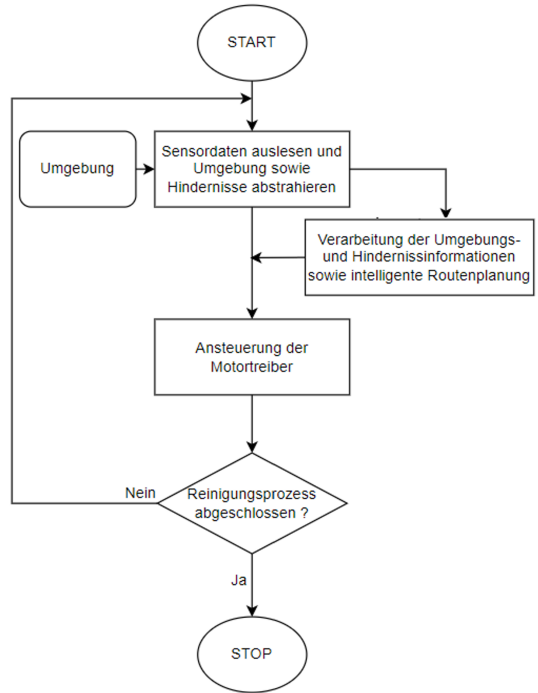 START
Umgebung
Sensordaten auslesen und
Umgebung sowie
Hindernisse abstrahieren
Verarbeitung der Umgebungs-
und Hindernissinformationen
sowie intelligente Routenplanung
Ansteuerung der
Motortreiber
Nein
Reinigungsprozess
abgeschlossen ?
Ja
STOP